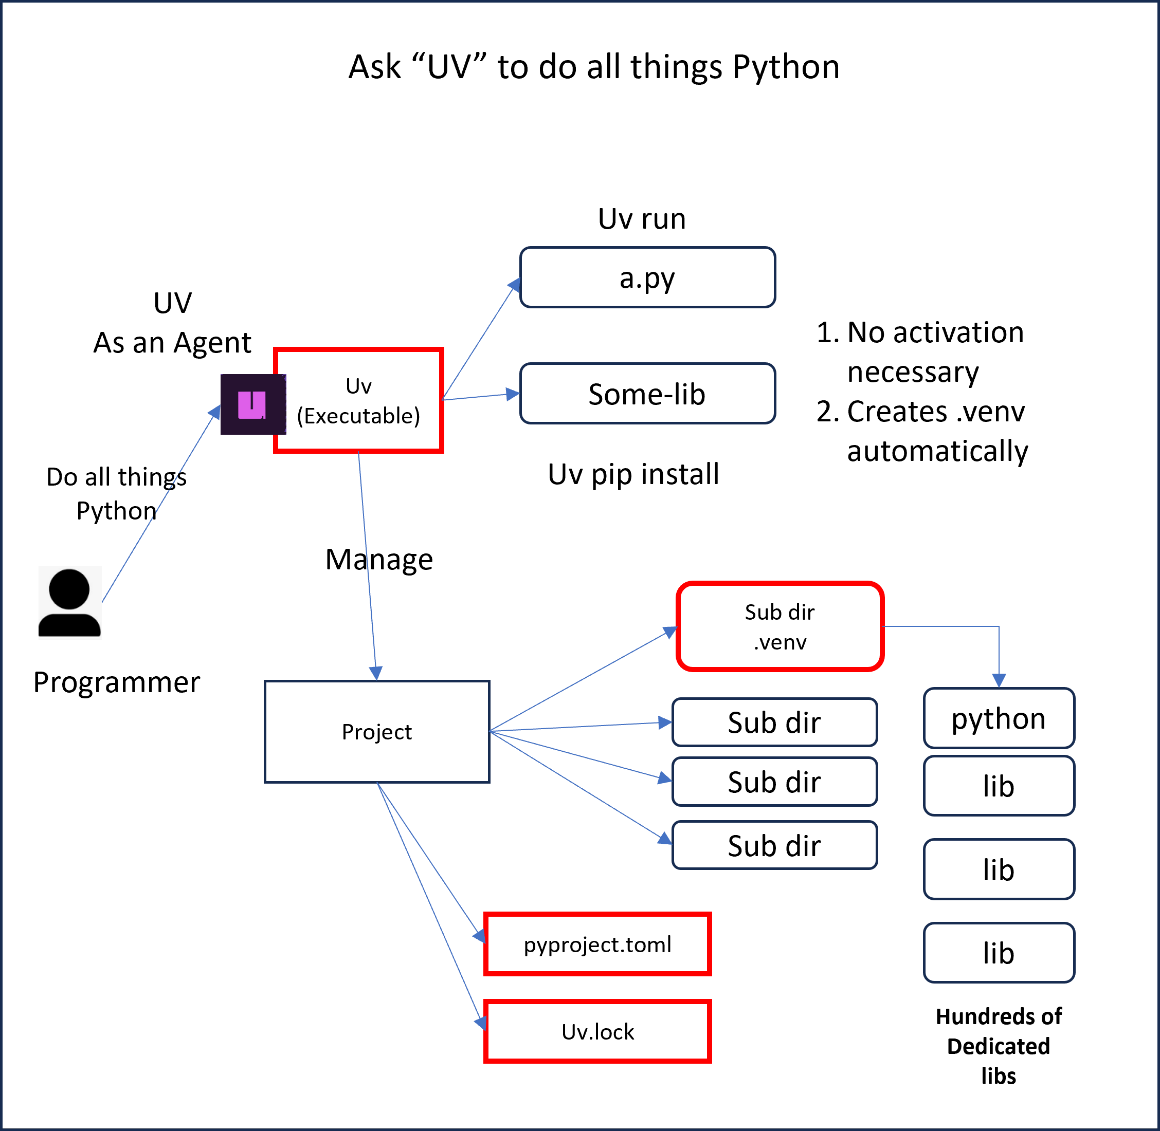 Ask “UV” to do all things Python
Uv run
a.py
UV
As an Agent
Uv
(Executable)
Some-lib
1. No activation
necessary
2. Creates .venv
automatically
Uv pip install
Do all things
Python
Manage
Programmer
Project
Sub dir
.venv
Sub dir
Sub dir
Sub dir
python
lib
lib
lib
pyproject.toml
Uv.lock
Hundreds of
Dedicated
libs